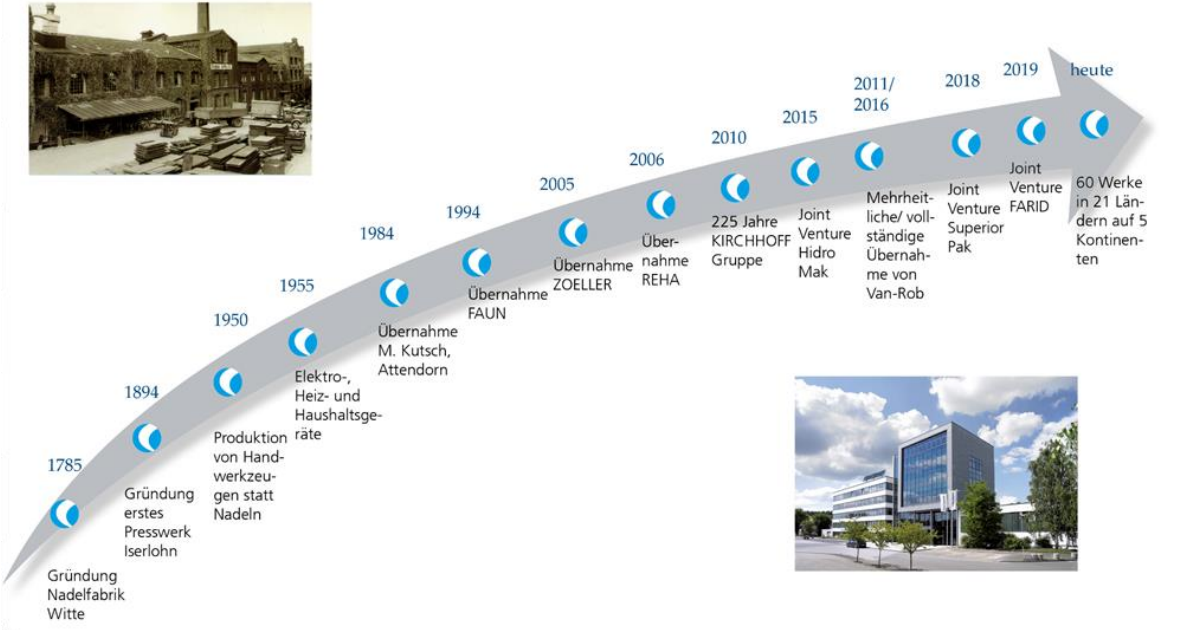 1785
Gründung
Nadelfabrik
Witte
1894
Gründung
erstes
Presswerk
Iserlohn
1950
Produktion
von Hand-
werkzeu-
gen statt
Nadeln
1955
Elektro-,
Heiz- und
Haushaltsge-
räte
1984
Übernahme
M. Kutsch,
Attendorn
1994
Übernahme
FAUN
2005
Übernahme
ZOELLER
2006
Über-
nahme
REHA
2010
225 Jahre
KIRCHHOFF
Gruppe
2015
Joint
Venture
Hidro
Mak
2011/
2016
Mehrheit-
liche/ voll-
ständige
Übernah-
me von
Van-Rob
2018
Joint
Venture
Superior
Pak
2019
Joint
Venture
FARID
heute
60 Werke
in 21 Län-
dern auf 5
Kontinen-
ten